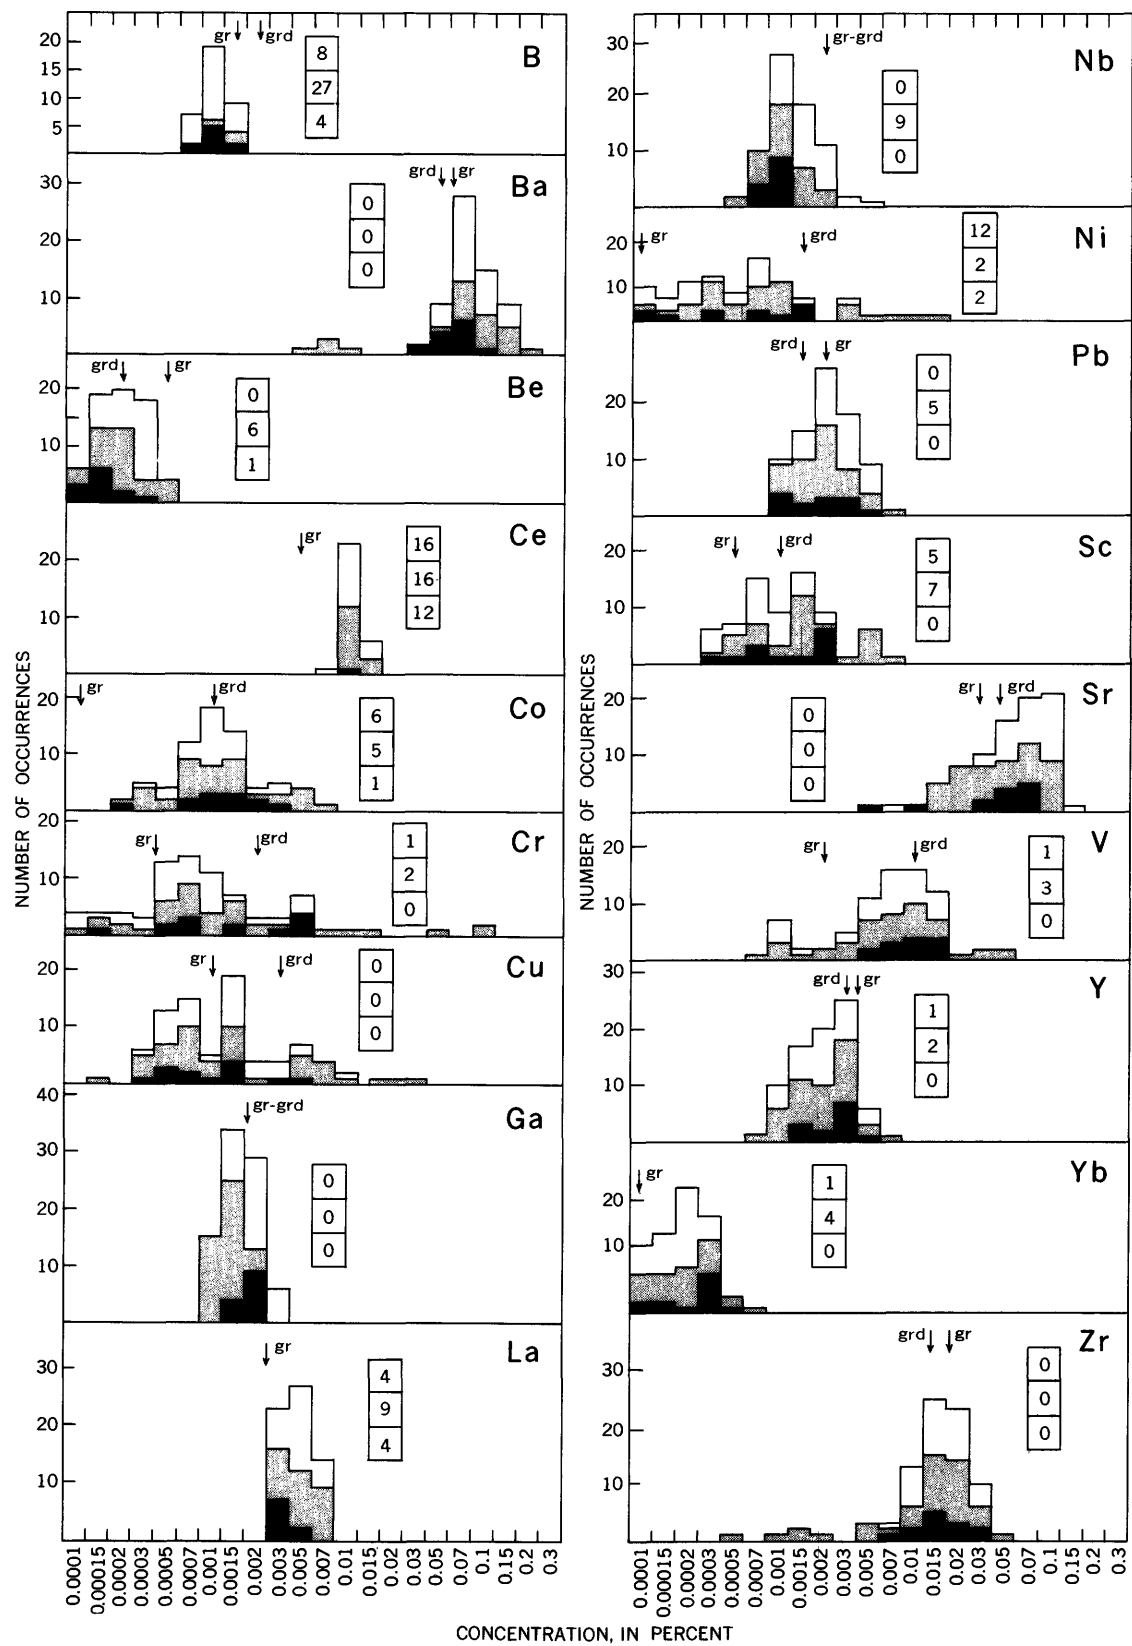 NUMBER OF OCCURRENCES
20
15
10
5
gr
grd
B
8
27
4
30
20
10
grd
gr
Ba
0
0
0
20
10
grd
gr
Be
0
6
1
20
10
gr
Ce
16
16
12
20
10
gr
grd
Co
6
5
1
20
10
gr
grd
Cr
1
2
0
20
10
gr
grd
Cu
0
0
0
40
30
20
10
gr-grd
Ga
0
0
0
30
20
10
gr
La
4
9
4
0.0001
0.00015
0.0002
0.0003
0.0005
0.0007
0.001
0.0015
0.002
0.003
0.005
0.007
0.01
0.015
0.02
0.03
0.05
0.07
0.1
0.15
0.2
0.3
NUMBER OF OCCURRENCES
30
20
10
gr-grd
Nb
0
9
0
20
10
gr
grd
Ni
12
2
2
20
10
grd
gr
Pb
0
5
0
20
10
gr
grd
Sc
5
7
0
20
10
gr
grd
Sr
0
0
0
20
10
gr
grd
V
1
3
0
30
20
10
grd
gr
Y
1
2
0
20
10
gr
Yb
1
4
0
30
20
10
grd
gr
Zr
0
0
0
0.0001
0.00015
0.0002
0.0003
0.0005
0.0007
0.001
0.0015
0.002
0.003
0.005
0.007
0.01
0.015
0.02
0.03
0.05
0.07
0.1
0.15
0.2
0.3
CONCENTRATION, IN PERCENT